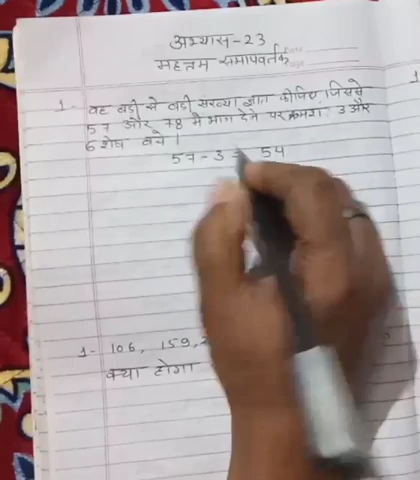 अभ्यास-23
महत्तम समापवर्तक
1- वह बड़ी से बड़ी संख्या ज्ञात कीजिए जिससे
57 और 78 में भाग देने पर क्रमश: 3 और
6 शेष बचे।
57-3 = 54
1- 106, 159,
क्या होगा